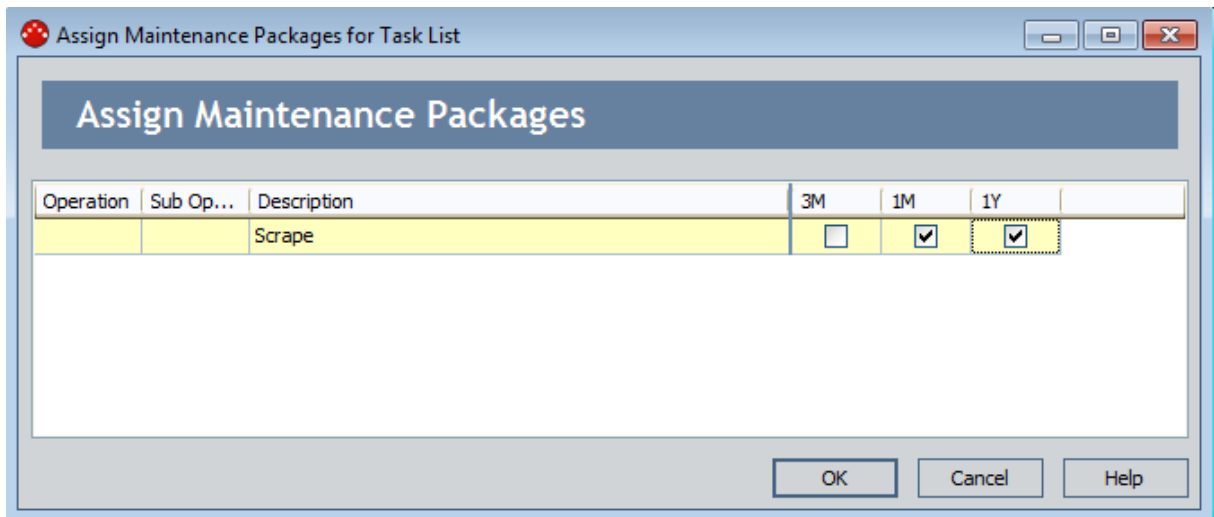 Assign Maintenance Packages for Task List
Assign Maintenance Packages
Operation Sub Op... Description 3M 1M 1Y
Scrape
OK Cancel Help